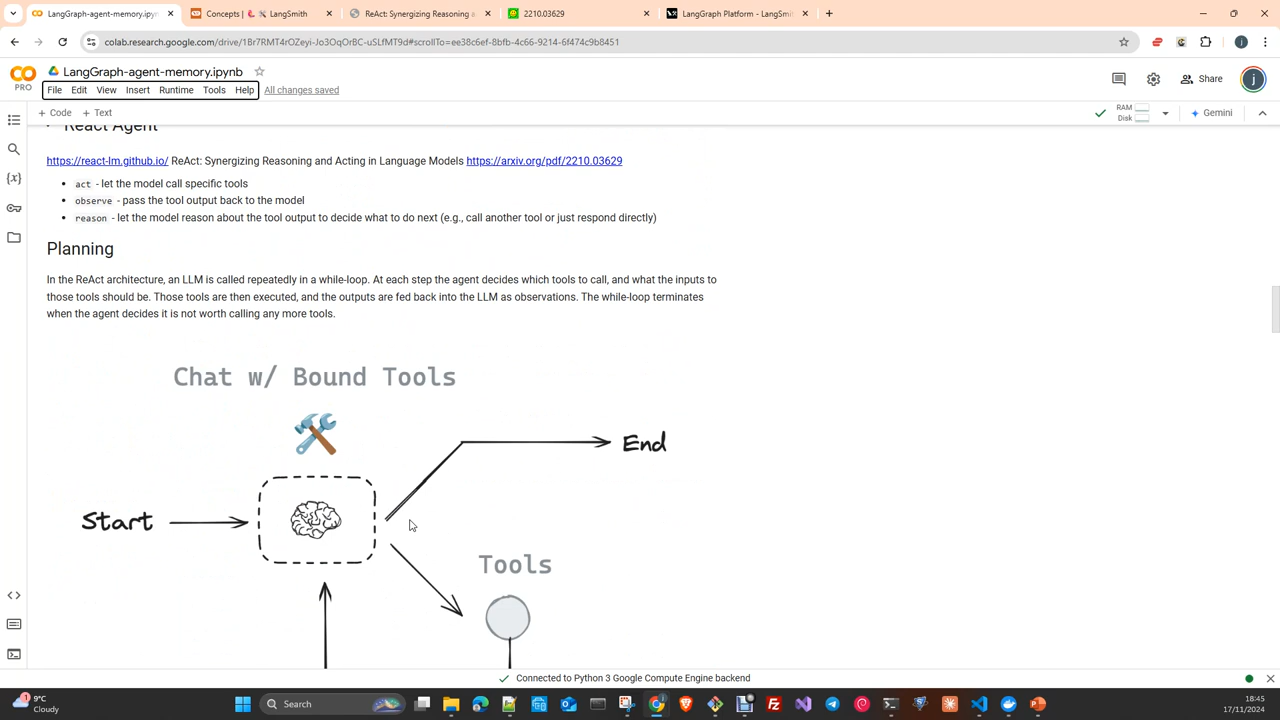 LangGraph-agent-memory.ipynb
Concepts | 🦜🛠️ LangSmith
ReAct: Synergizing Reasoning a
2210.03629
LangGraph Platform - LangSmi
colab.research.google.com/drive/1Br7RMT4rOZeyi-Jo3OqOrBC-uSLfMT9d#scrollTo=ee38c6ef-8bfb-4c66-9214-6f474c9b8451
LangGraph-agent-memory.ipynb
PRO
File Edit View Insert Runtime Tools Help All changes saved
Share
+ Code + Text
RAM
Disk
Gemini
React Agent
https://react-lm.github.io/ ReAct: Synergizing Reasoning and Acting in Language Models https://arxiv.org/pdf/2210.03629
• act - let the model call specific tools
• observe - pass the tool output back to the model
• reason - let the model reason about the tool output to decide what to do next (e.g., call another tool or just respond directly)
Planning
In the ReAct architecture, an LLM is called repeatedly in a while-loop. At each step the agent decides which tools to call, and what the inputs to
those tools should be. Those tools are then executed, and the outputs are fed back into the LLM as observations. The while-loop terminates
when the agent decides it is not worth calling any more tools.
Chat w/ Bound Tools
End
Start
Tools
Connected to Python 3 Google Compute Engine backend
1
9°C
Cloudy
Search
18:45
17/11/2024